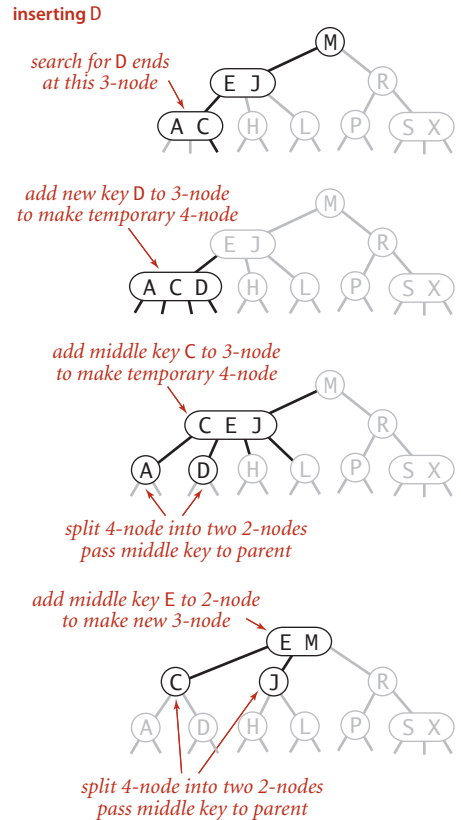 inserting D
search for D ends
at this 3-node
M
E J
R
A C
H
L
P
S X
add new key D to 3-node
to make temporary 4-node
M
E J
R
A C D
H
L
P
S X
add middle key C to 3-node
to make temporary 4-node
M
C E J
R
A
D
H
L
P
S X
split 4-node into two 2-nodes
pass middle key to parent
add middle key E to 2-node
to make new 3-node
E M
C
J
R
A
D
H
L
P
S X
split 4-node into two 2-nodes
pass middle key to parent